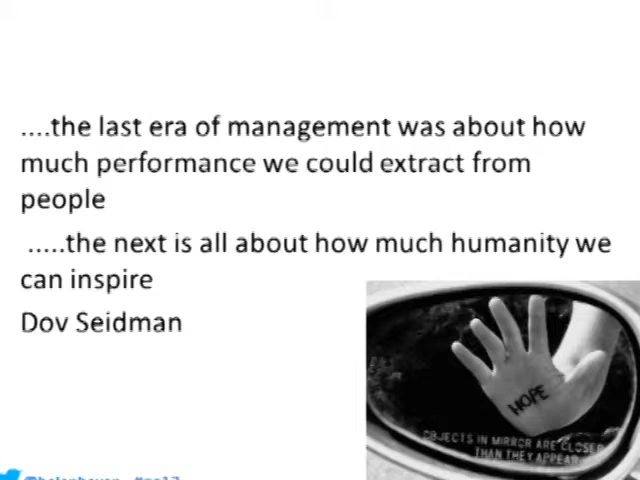 ....the last era of management was about how
much performance we could extract from
people
.....the next is all about how much humanity we
can inspire
Dov Seidman
HOPE
OBJECTS IN MIRROR ARE CLOSER
THAN THEY APPEAR